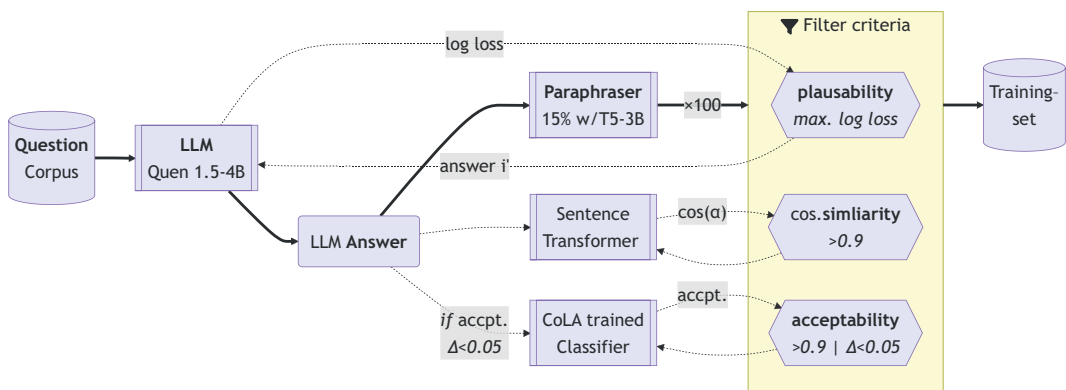 Filter criteria
log loss
Paraphraser
15% w/T5-3B
×100
plausability
max. log loss
Training-
set
Question
Corpus
LLM
Quen 1.5-4B
answer i'
LLM Answer
Sentence
Transformer
cos(α)
cos.simliarity
>0.9
if accpt.
Δ<0.05
CoLA trained
Classifier
accpt.
acceptability
>0.9 | Δ<0.05